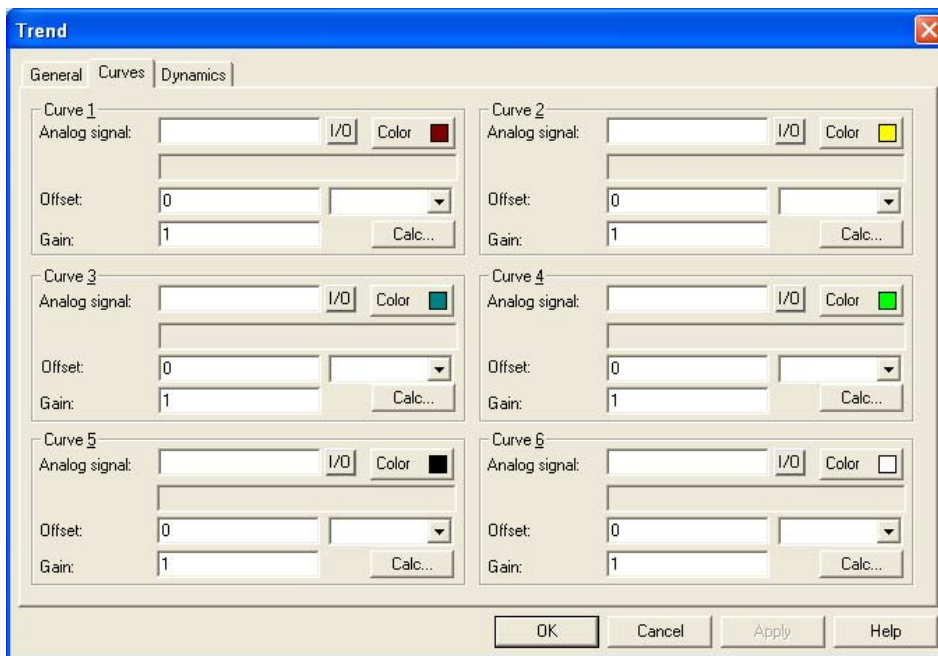 Trend
General Curves Dynamics
Curve 1
Analog signal: I/O Color
Offset: 0
Gain: 1 Calc...
Curve 2
Analog signal: I/O Color
Offset: 0
Gain: 1 Calc...
Curve 3
Analog signal: I/O Color
Offset: 0
Gain: 1 Calc...
Curve 4
Analog signal: I/O Color
Offset: 0
Gain: 1 Calc...
Curve 5
Analog signal: I/O Color
Offset: 0
Gain: 1 Calc...
Curve 6
Analog signal: I/O Color
Offset: 0
Gain: 1 Calc...
OK Cancel Apply Help